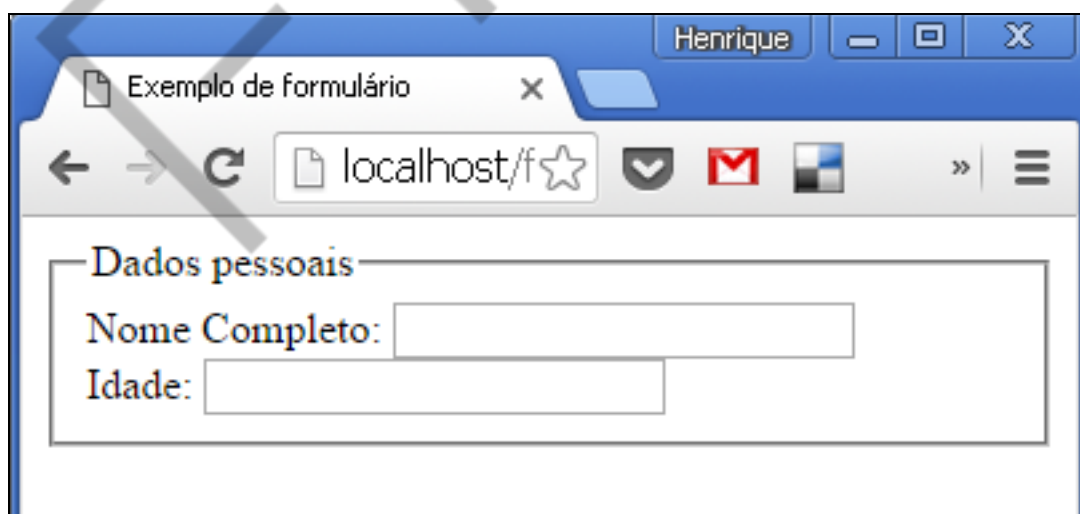 Henrique
Exemplo de formulário
localhost/f
Dados pessoais
Nome Completo:
Idade: